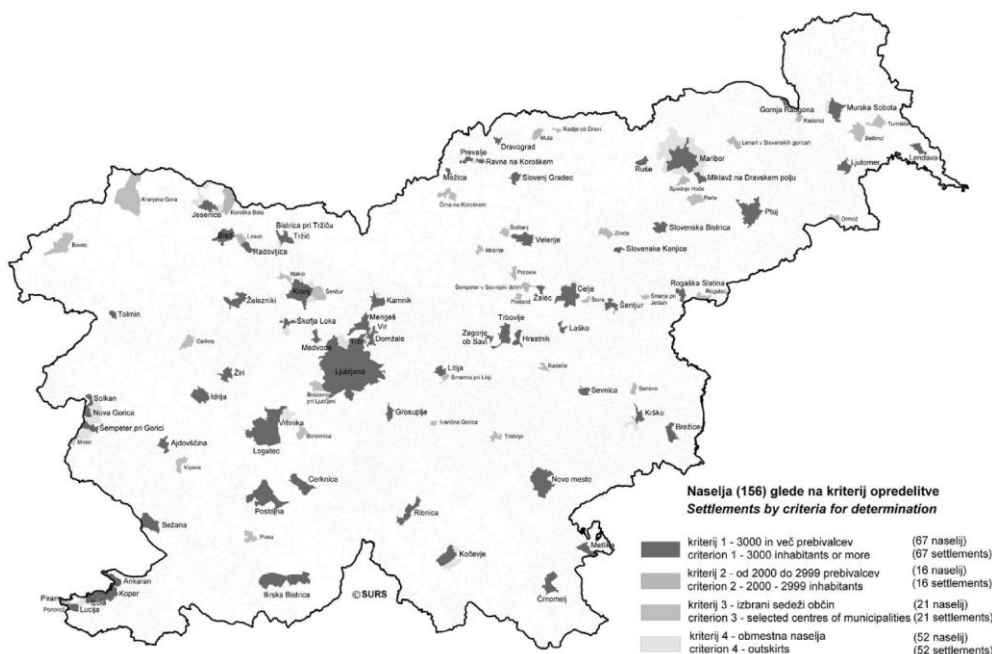 Gornja Radgona
Murska Sobota
Radenci
Turnišče
Beltinci
Radlje ob Dravi
Muta
Dravograd
Lenart v Slovenskih goricah
Prevalje
Ravne na Koroškem
Maribor
Ruše
Lendava
Ljutomer
Mežica
Slovenj Gradec
Miklavž na Dravskem polju
Spodnje Hoče
Rače
Kranjska Gora
Črna na Koroškem
Jesenice
Koroška Bela
Ptuj
Ormož
Bistrica pri Tržiču
Tržič
Slovenska Bistrica
Šoštanj
Velenje
Zreče
Bovec
Bled
Lesce
Radovljica
Mozirje
Slovenske Konjice
Naklo
Polzela
Kranj
Šenčur
Šempeter v Savinjski dolini
Žalec
Celje
Rogaška Slatina
Rogatec
Železniki
Kamnik
Prebold
Štore
Šentjur
Šmarje pri Jelšah
Tolmin
Mengeš
Vir
Škofja Loka
Trbovlje
Laško
Medvode
Trzin
Domžale
Zagorje ob Savi
Hrastnik
Cerkno
Ljubljana
Litija
Radeče
Žiri
Šmartno pri Litiji
Brezovica pri Ljubljani
Sevnica
Senovo
Solkan
Idrija
Nova Gorica
Grosuplje
Krško
Vrhnika
Ivančna Gorica
Šempeter pri Gorici
Borovnica
Brežice
Miren
Ajdovščina
Trebnje
Logatec
Vipava
Cerknica
Novo mesto
Postojna
Ribnica
Sežana
Pivka
Kočevje
Metlika
Ankaran
Koper
Piran
Izola
Portorož
Lucija
Ilirska Bistrica
Črnomelj
©SURS
Naselja (156) glede na kriterij opredelitve
Settlements by criteria for determination
kriterij 1 - 3000 in več prebivalcev (67 naselij)
criterion 1 - 3000 inhabitants or more (67 settlements)
kriterij 2 - od 2000 do 2999 prebivalcev (16 naselij)
criterion 2 - 2000 - 2999 inhabitants (16 settlements)
kriterij 3 - izbrani sedeži občin (21 naselij)
criterion 3 - selected centres of municipalities (21 settlements)
kriterij 4 - obmestna naselja (52 naselij)
criterion 4 - outskirts (52 settlements)